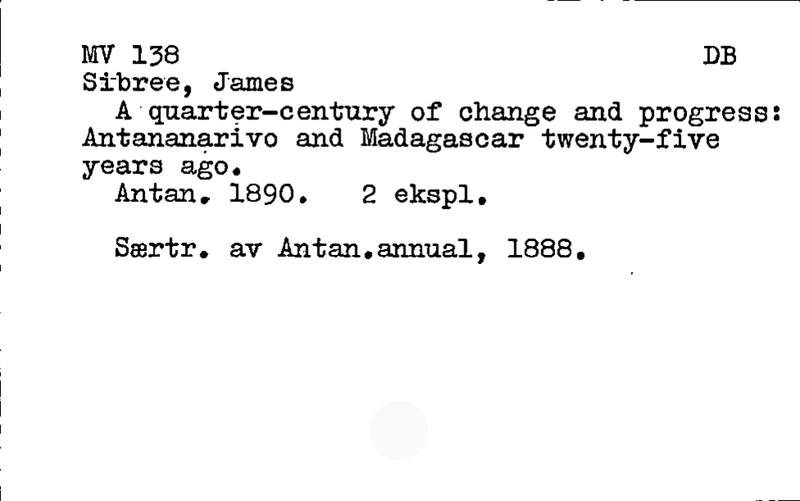 MV 138 DB
Sibree, James
A quarter-century of change and progress:
Antananarivo and Madagascar twenty-five
years ago.
Antan. 1890. 2 ekspl.
Særtr. av Antan.annual, 1888.